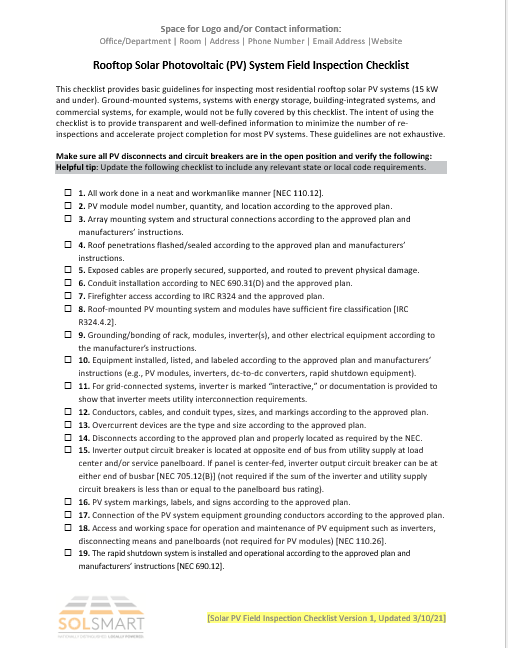 Space for Logo and/or Contact information:
Office/Department | Room | Address | Phone Number | Email Address |Website
Rooftop Solar Photovoltaic (PV) System Field Inspection Checklist
This checklist provides basic guidelines for inspecting most residential rooftop solar PV systems (15 kW
and under). Ground-mounted systems, systems with energy storage, building-integrated systems, and
commercial systems, for example, would not be fully covered by this checklist. The intent of using the
checklist is to provide transparent and well-defined information to minimize the number of re-
inspections and accelerate project completion for most PV systems. These guidelines are not exhaustive.
Make sure all PV disconnects and circuit breakers are in the open position and verify the following:
Helpful tip: Update the following checklist to include any relevant state or local code requirements.
1. All work done in a neat and workmanlike manner [NEC 110.12].
2. PV module model number, quantity, and location according to the approved plan.
3. Array mounting system and structural connections according to the approved plan and
manufacturers' instructions.
4. Roof penetrations flashed/sealed according to the approved plan and manufacturers'
instructions.
5. Exposed cables are properly secured, supported, and routed to prevent physical damage.
6. Conduit installation according to NEC 690.31(D) and the approved plan.
7. Firefighter access according to IRC R324 and the approved plan.
8. Roof-mounted PV mounting system and modules have sufficient fire classification [IRC
R324.4.2].
9. Grounding/bonding of rack, modules, inverter(s), and other electrical equipment according to
the manufacturer's instructions.
10. Equipment installed, listed, and labeled according to the approved plan and manufacturers'
instructions (e.g., PV modules, inverters, dc-to-dc converters, rapid shutdown equipment).
11. For grid-connected systems, inverter is marked "interactive," or documentation is provided to
show that inverter meets utility interconnection requirements.
12. Conductors, cables, and conduit types, sizes, and markings according to the approved plan.
13. Overcurrent devices are the type and size according to the approved plan.
14. Disconnects according to the approved plan and properly located as required by the NEC.
15. Inverter output circuit breaker is located at opposite end of bus from utility supply at load
center and/or service panelboard. If panel is center-fed, inverter output circuit breaker can be at
either end of busbar [NEC 705.12(B)] (not required if the sum of the inverter and utility supply
circuit breakers is less than or equal to the panelboard bus rating).
16. PV system markings, labels, and signs according to the approved plan.
17. Connection of the PV system equipment grounding conductors according to the approved plan.
18. Access and working space for operation and maintenance of PV equipment such as inverters,
disconnecting means and panelboards (not required for PV modules) [NEC 110.26].
19. The rapid shutdown system is installed and operational according to the approved plan and
manufacturers' instructions [NEC 690.12].
SOLSMART
NATIONALLY DISTINGUISHED. LOCALLY POWERED.
[Solar PV Field Inspection Checklist Version 1, Updated 3/10/21]